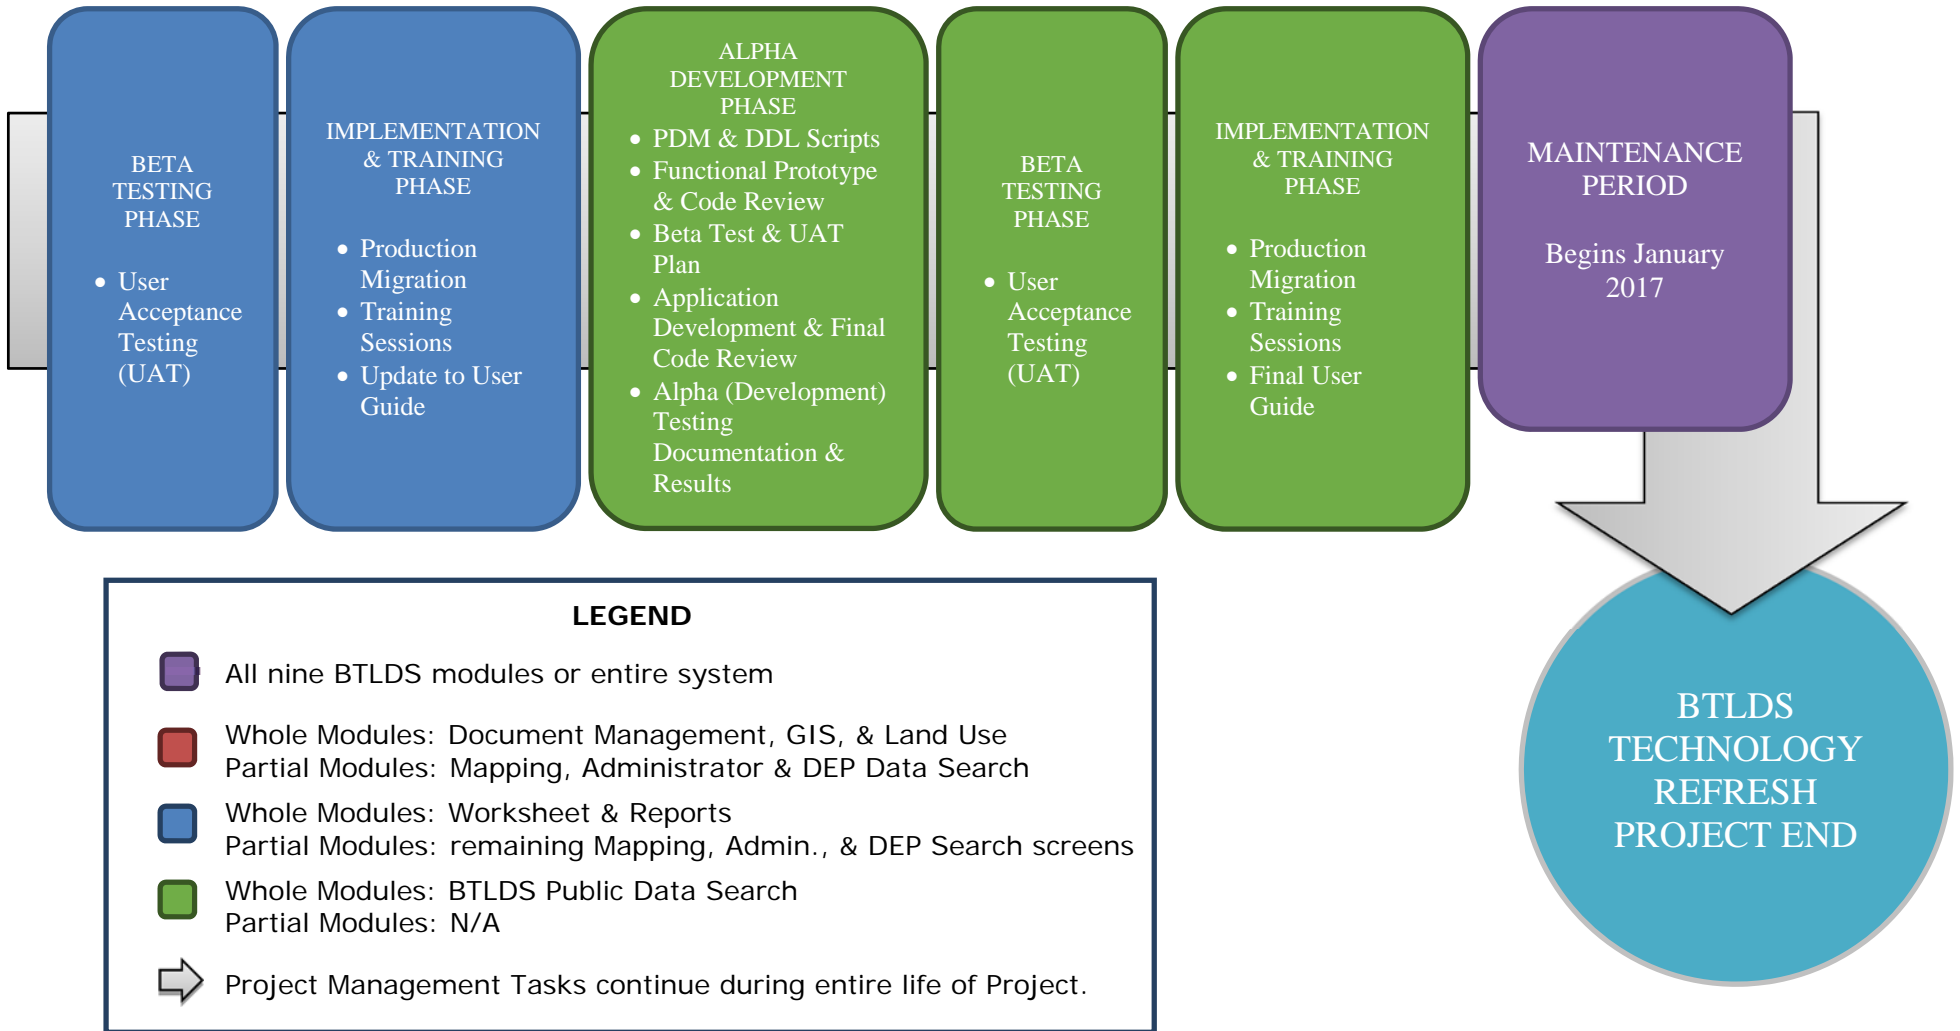 BETA
TESTING
PHASE
• User
Acceptance
Testing
(UAT)
IMPLEMENTATION
& TRAINING
PHASE
• Production
Migration
• Training
Sessions
• Update to User
Guide
ALPHA
DEVELOPMENT
PHASE
• PDM & DDL Scripts
• Functional Prototype
& Code Review
• Beta Test & UAT
Plan
• Application
Development & Final
Code Review
• Alpha (Development)
Testing
Documentation &
Results
BETA
TESTING
PHASE
• User
Acceptance
Testing
(UAT)
IMPLEMENTATION
& TRAINING
PHASE
• Production
Migration
• Training
Sessions
• Final User
Guide
MAINTENANCE
PERIOD
Begins January
2017
BTLDS
TECHNOLOGY
REFRESH
PROJECT END
LEGEND
All nine BTLDS modules or entire system
Whole Modules: Document Management, GIS, & Land Use
Partial Modules: Mapping, Administrator & DEP Data Search
Whole Modules: Worksheet & Reports
Partial Modules: remaining Mapping, Admin., & DEP Search screens
Whole Modules: BTLDS Public Data Search
Partial Modules: N/A
Project Management Tasks continue during entire life of Project.